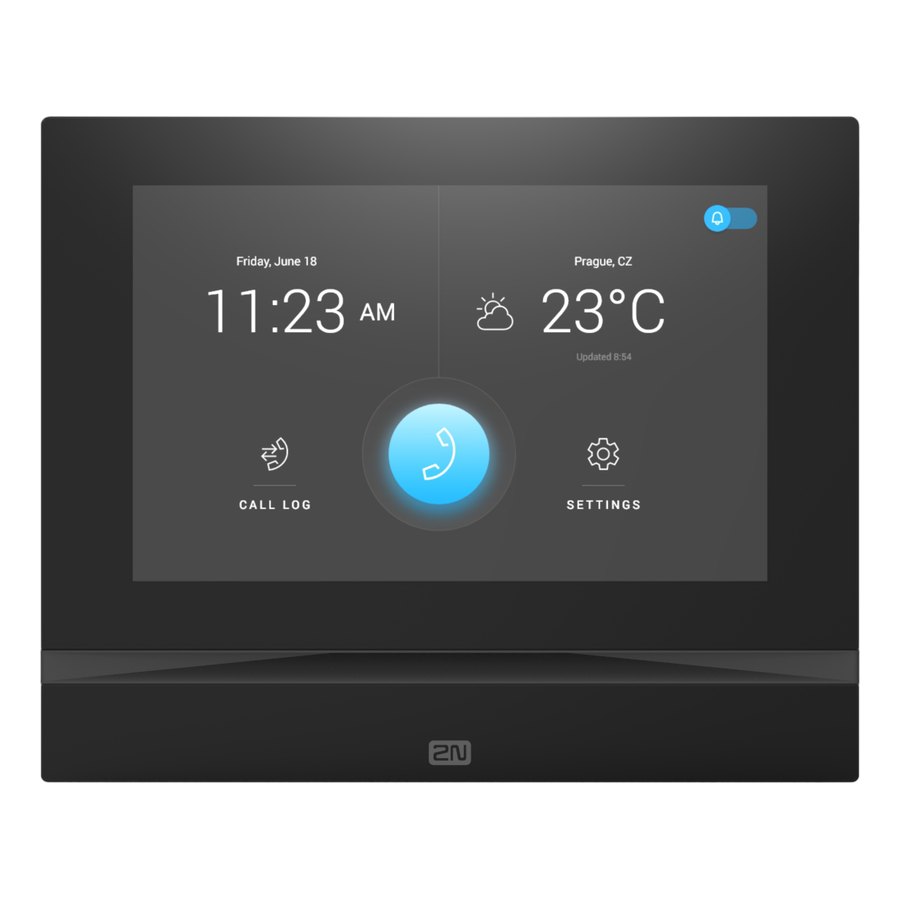 Friday, June 18
11:23 AM
Prague, CZ
23°C
Updated 8:54
CALL LOG
SETTINGS
2N